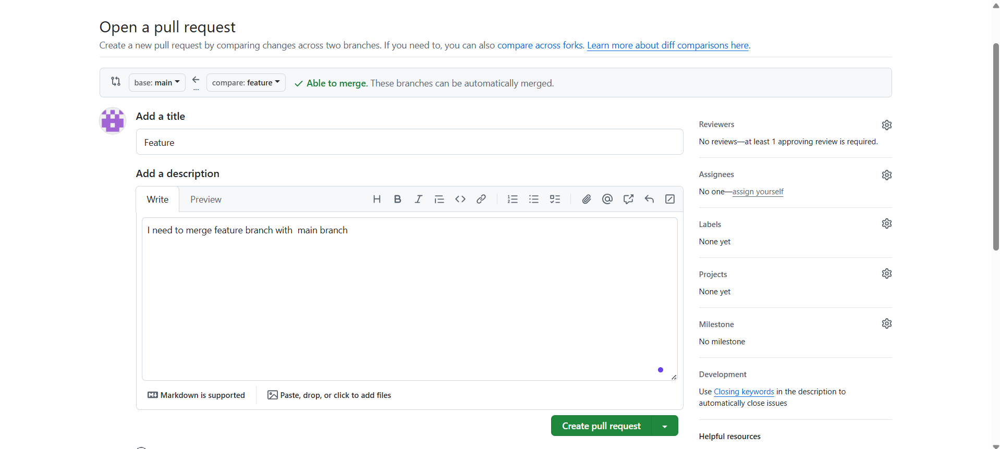 Open a pull request
Create a new pull request by comparing changes across two branches. If you need to, you can also compare across forks. Learn more about diff comparisons here.
base: main
...
compare: feature
Able to merge. These branches can be automatically merged.
Add a title
Feature
Add a description
Write
Preview
I need to merge feature branch with  main branch
Markdown is supported
Paste, drop, or click to add files
Create pull request
Reviewers
No reviews—at least 1 approving review is required.
Assignees
No one—assign yourself
Labels
None yet
Projects
None yet
Milestone
No milestone
Development
Use Closing keywords in the description to
automatically close issues
Helpful resources